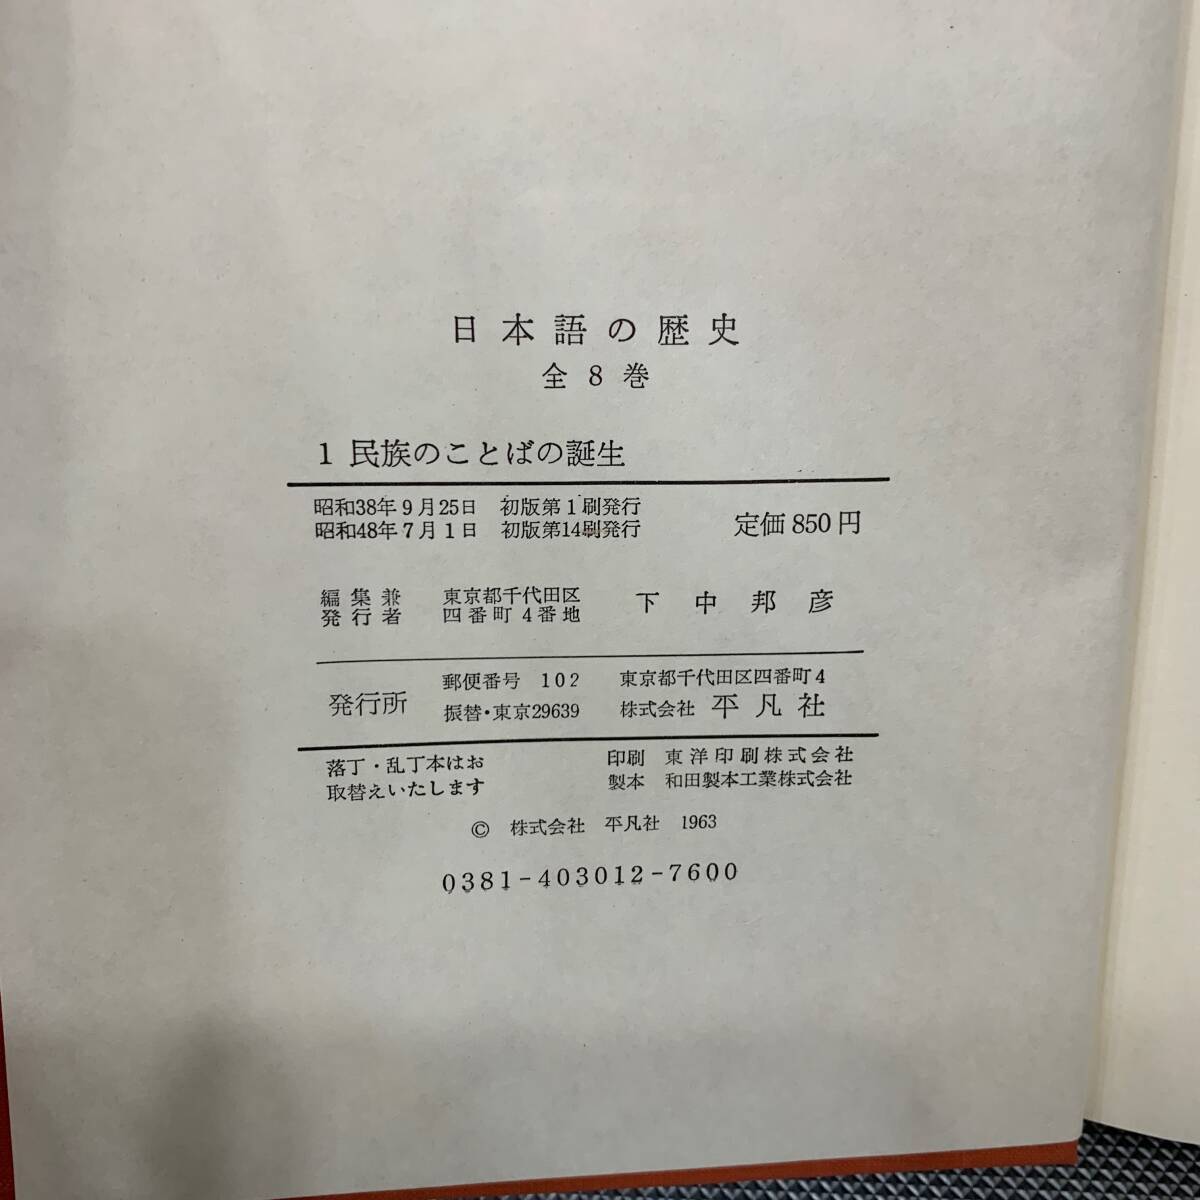 日本語の歴史
全8巻
1 民族のことばの誕生
昭和38年9月25日 初版第1刷発行
昭和48年7月1日 初版第14刷発行
定価850円
編集兼
発行者
東京都千代田区
四番町4番地
下中邦彦
発行所
郵便番号 102
振替・東京29639
東京都千代田区四番町4
株式会社 平凡社
落丁・乱丁本はお
取替えいたします
印刷 東洋印刷株式会社
製本 和田製本工業株式会社
© 株式会社 平凡社 1963
0381-403012-7600